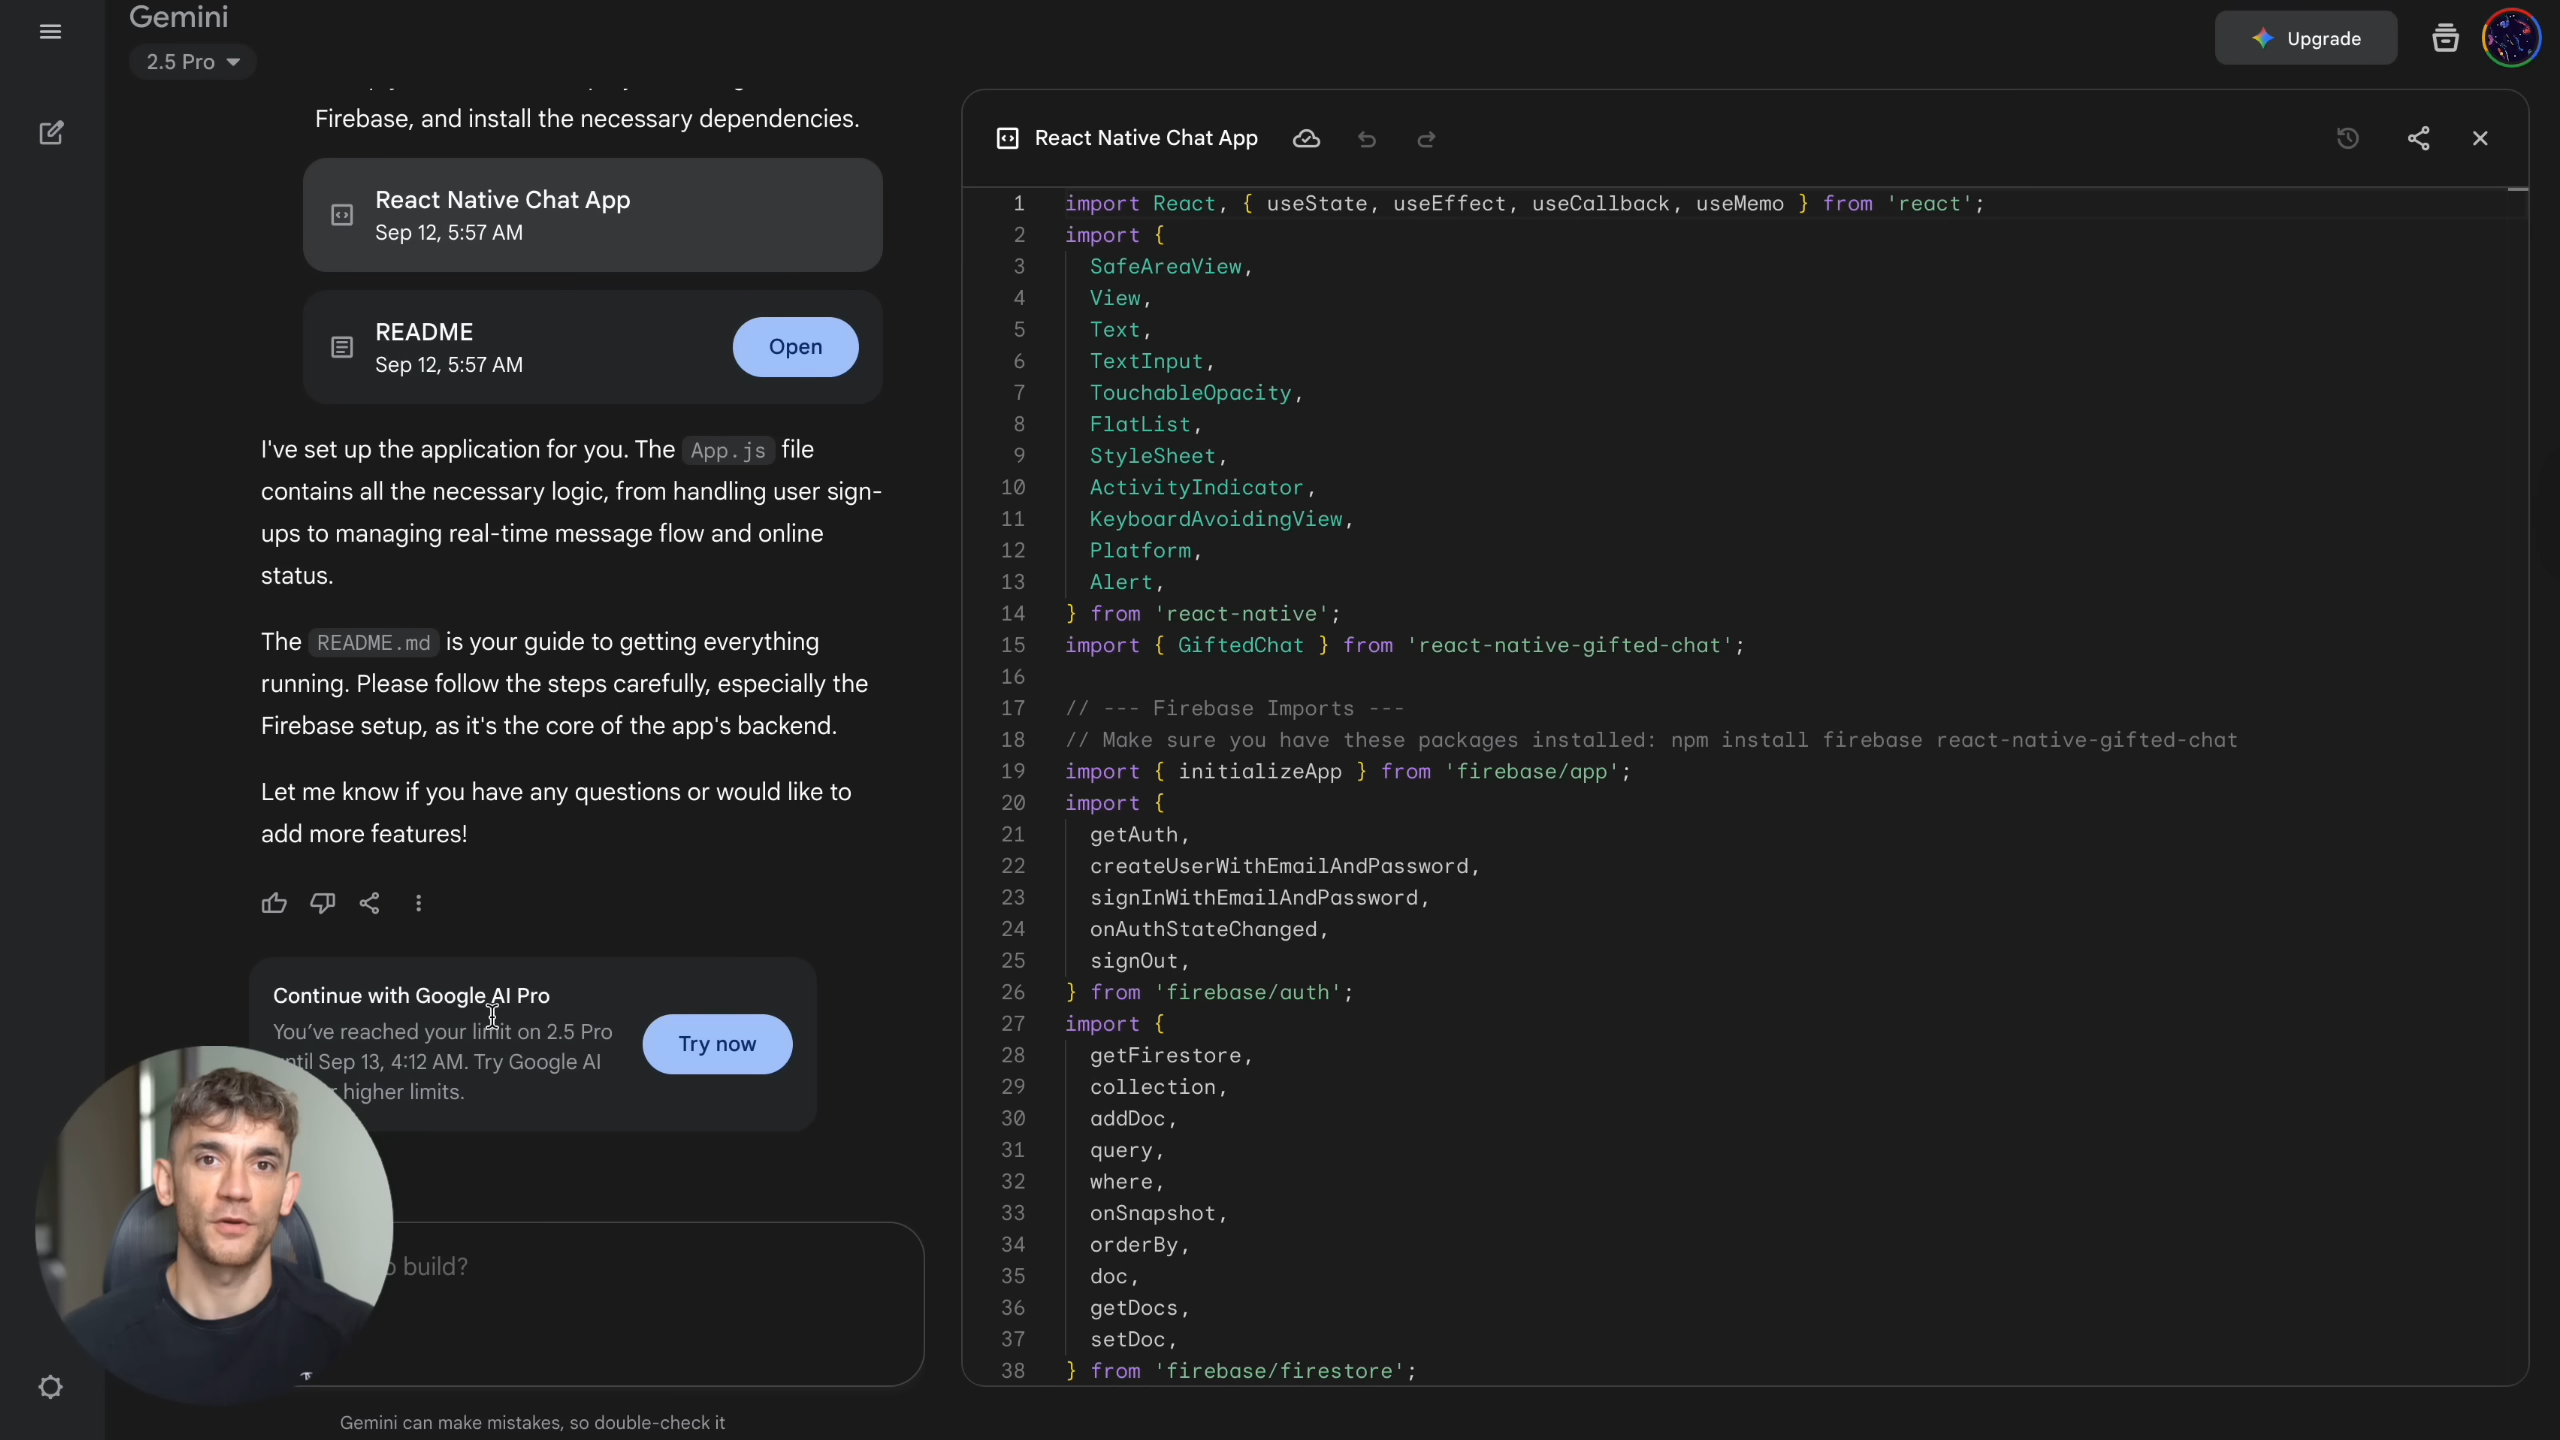 Gemini
2.5 Pro
Upgrade
Firebase, and install the necessary dependencies.
React Native Chat App
Sep 12, 5:57 AM
README
Sep 12, 5:57 AM
Open
I've set up the application for you. The App.js file
contains all the necessary logic, from handling user sign-
ups to managing real-time message flow and online
status.
The README.md is your guide to getting everything
running. Please follow the steps carefully, especially the
Firebase setup, as it's the core of the app's backend.
Let me know if you have any questions or would like to
add more features!
Continue with Google AI Pro
You've reached your limit on 2.5 Pro
Sep 13, 4:12 AM. Try Google AI
higher limits.
Try now
build?
Gemini can make mistakes, so double-check it
React Native Chat App
1 import React, { useState, useEffect, useCallback, useMemo } from 'react';
2 import {
3 SafeAreaView,
4 View,
5 Text,
6 TextInput,
7 TouchableOpacity,
8 FlatList,
9 StyleSheet,
10 ActivityIndicator,
11 KeyboardAvoidingView,
12 Platform,
13 Alert,
14 } from 'react-native';
15 import { GiftedChat } from 'react-native-gifted-chat';
16
17 // --- Firebase Imports ---
18 // Make sure you have these packages installed: npm install firebase react-native-gifted-chat
19 import { initializeApp } from 'firebase/app';
20 import {
21 getAuth,
22 createUserWithEmailAndPassword,
23 signInWithEmailAndPassword,
24 onAuthStateChanged,
25 signOut,
26 } from 'firebase/auth';
27 import {
28 getFirestore,
29 collection,
30 addDoc,
31 query,
32 where,
33 onSnapshot,
34 orderBy,
35 doc,
36 getDocs,
37 setDoc,
38 } from 'firebase/firestore';